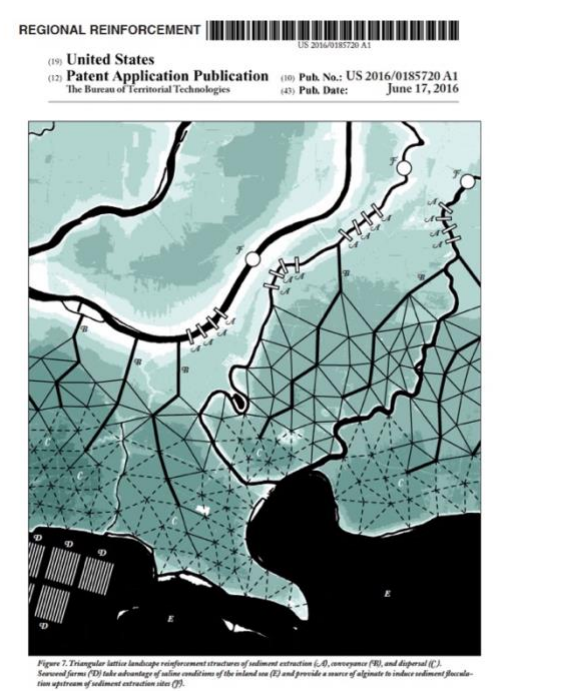 REGIONAL REINFORCEMENT
US 2016/0185720 A1
(19) United States
(12) Patent Application Publication
The Bureau of Territorial Technologies
(10) Pub. No.: US 2016/0185720 A1
(43) Pub. Date: June 17, 2016
F
F
A
A
A
A
A
A
F
A
A
A
B
B
A
A
A
A
B
B
B
C
C
C
C
C
D
D
D
E
E
D
Figure 7. Triangular lattice landscape reinforcement structures of sediment extraction (A), conveyance (B), and dispersal (C).
Seaweed farms (D) take advantage of saline conditions of the inland sea (E) and provide a source of alginate to induce sediment floccula-
tion upstream of sediment extraction sites (F).